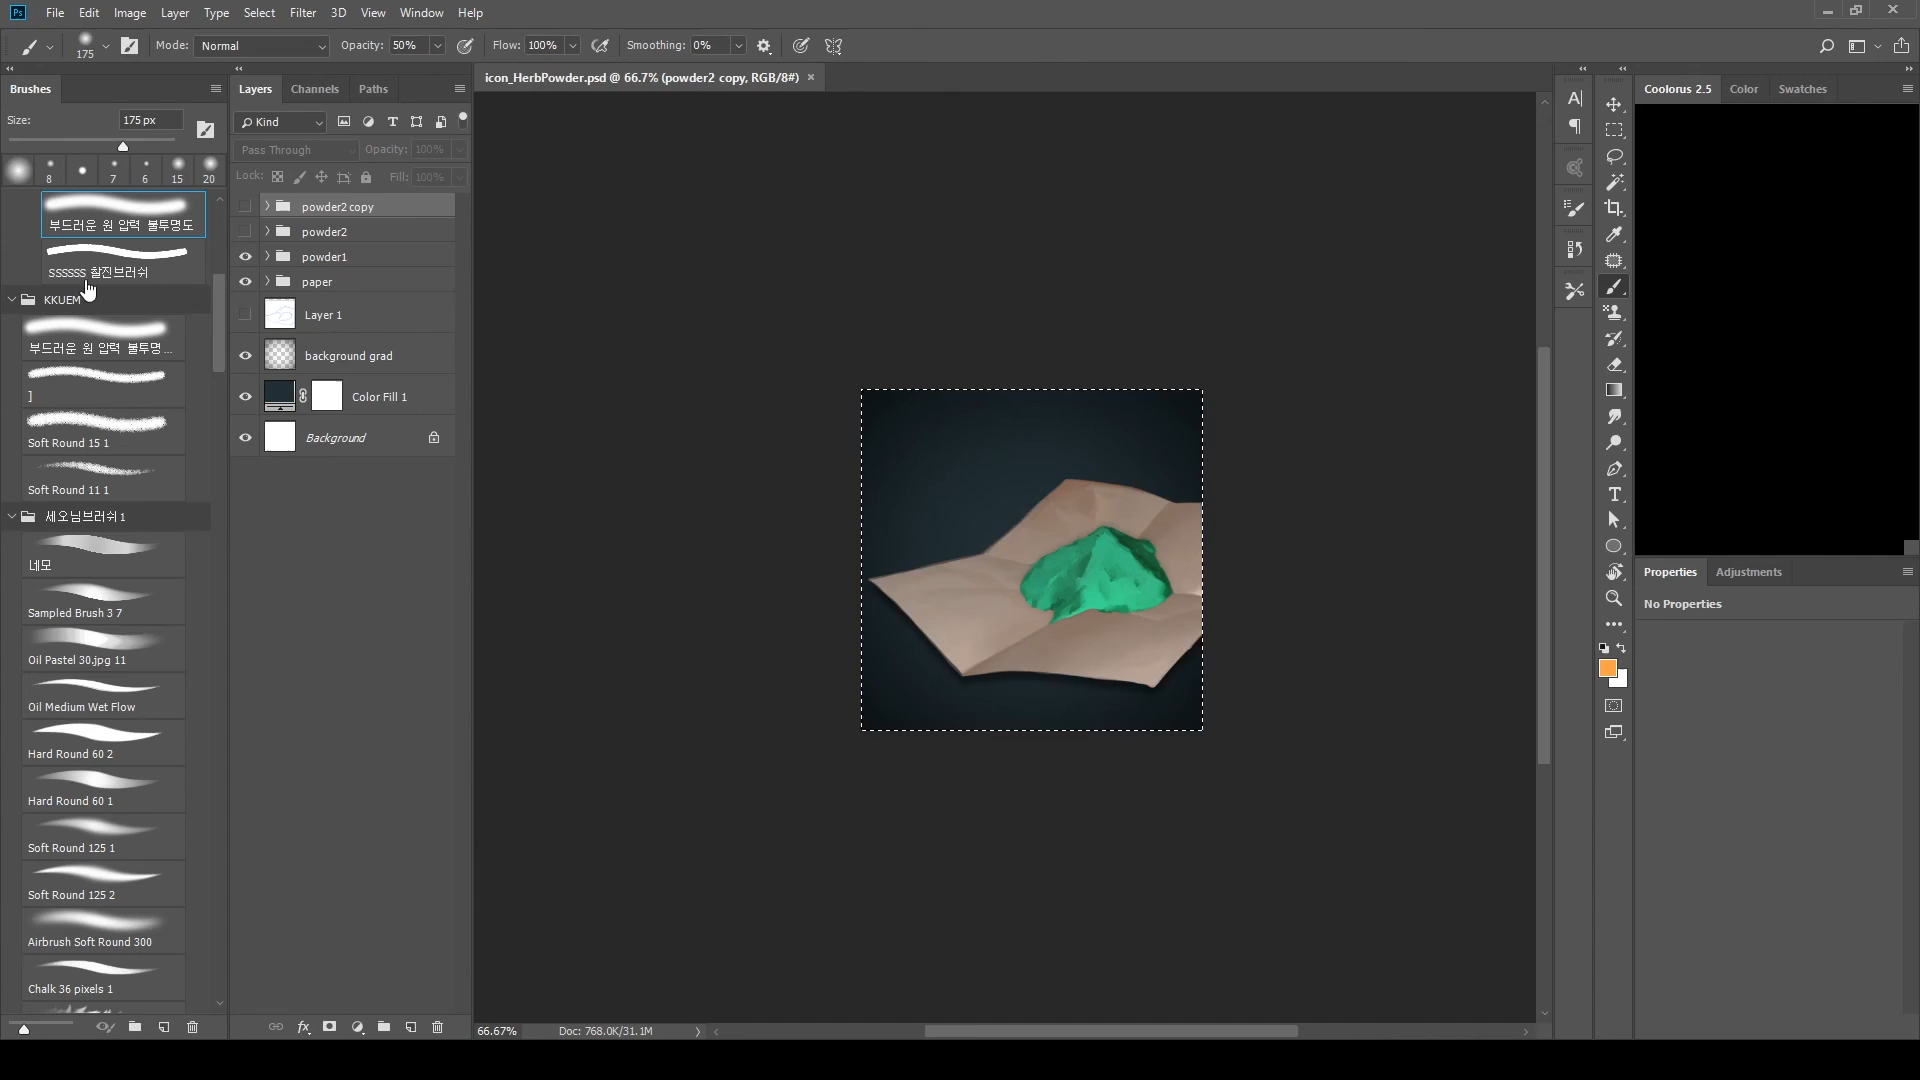 Ps File Edit Image Layer Type Select Filter 3D View Window Help
175 Mode: Normal Opacity: 50% Flow: 100% Smoothing: 0%
Brushes
Size: 175 px
8 7 6 15 20
부드러운 원 압력 불투명도
ssssss 찰진브러쉬
KKUEM
부드러운 원 압력 불투명...
]
Soft Round 15 1
Soft Round 11 1
세오님브러쉬1
네모
Sampled Brush 3 7
Oil Pastel 30.jpg 11
Oil Medium Wet Flow
Hard Round 60 2
Hard Round 60 1
Soft Round 125 1
Soft Round 125 2
Airbrush Soft Round 300
Chalk 36 pixels 1
Layers Channels Paths
Kind
Pass Through Opacity: 100%
Lock: Fill: 100%
powder2 copy
powder2
powder1
paper
Layer 1
background grad
Color Fill 1
Background
fx
icon_HerbPowder.psd @ 66.7% (powder2 copy, RGB/8#) ×
66.67% Doc: 768.0K/31.1M
Coolorus 2.5 Color Swatches
Properties Adjustments
No Properties